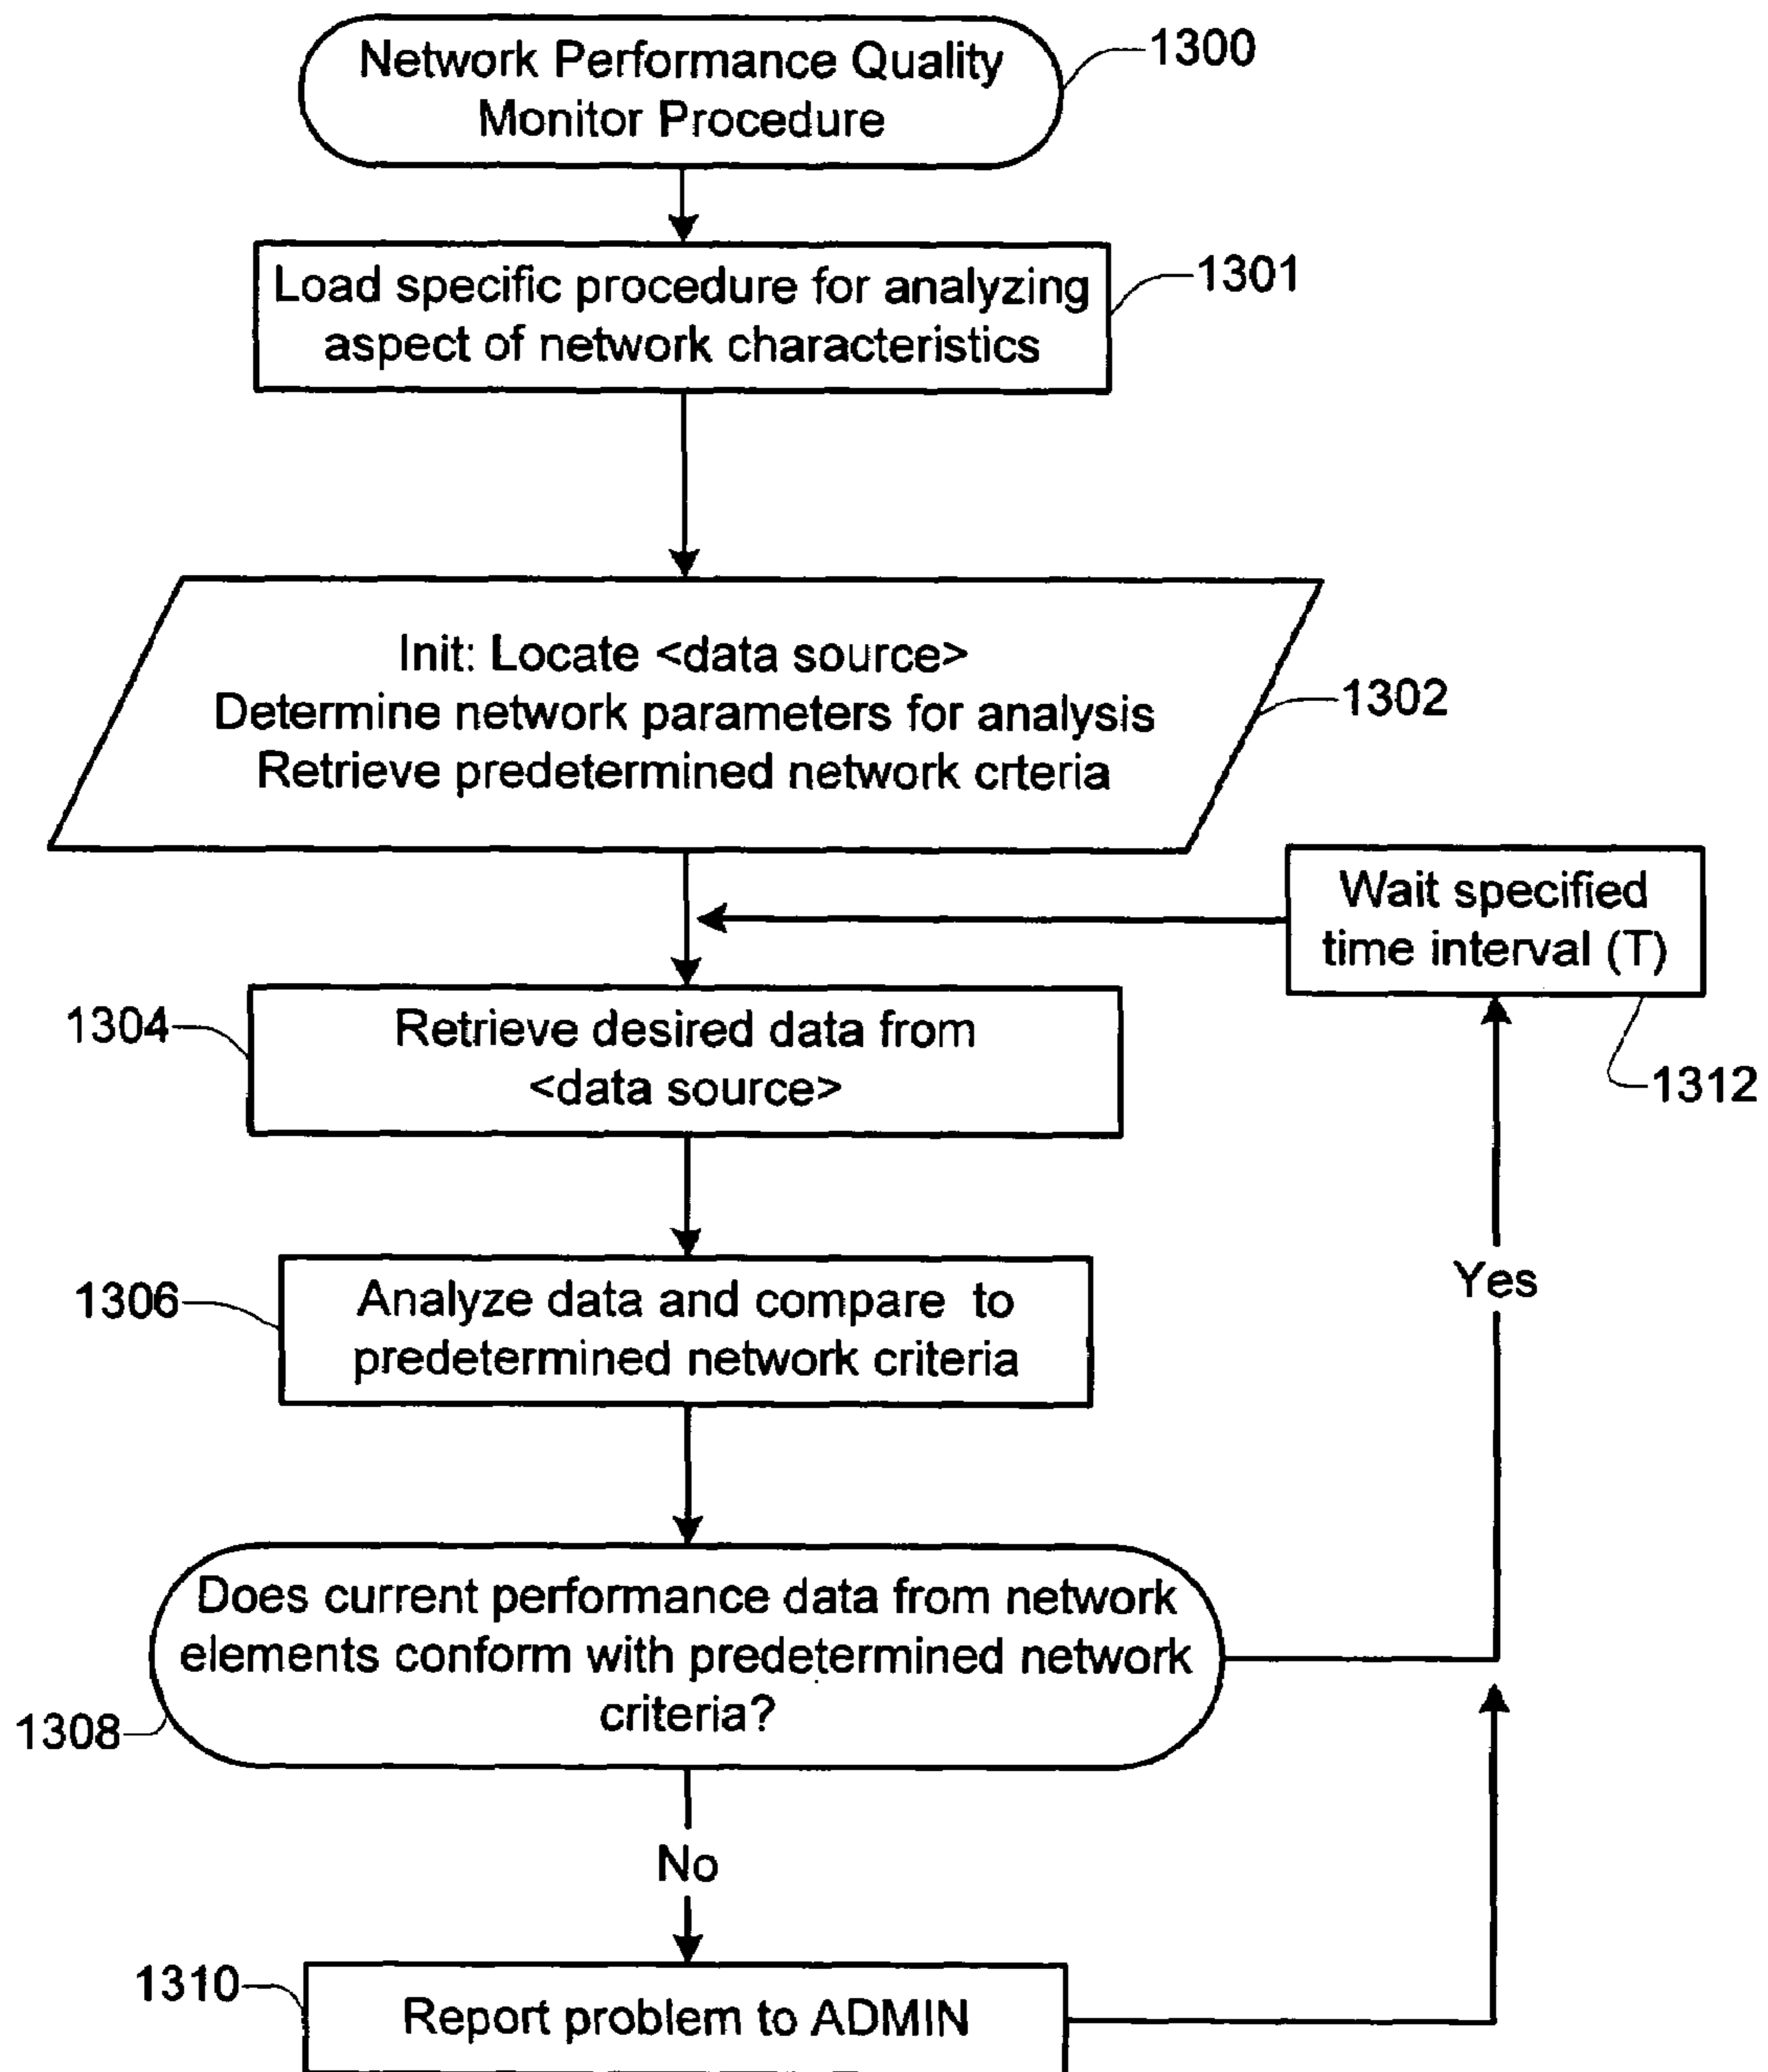 Network Performance Quality
Monitor Procedure
1300
Load specific procedure for analyzing
aspect of network characteristics
1301
Init: Locate <data source>
Determine network parameters for analysis
Retrieve predetermined network crteria
1302
Wait specified
time interval (T)
1312
1304
Retrieve desired data from
<data source>
1306
Analyze data and compare to
predetermined network criteria
Yes
Does current performance data from network
elements conform with predetermined network
criteria?
1308
No
1310
Report problem to ADMIN